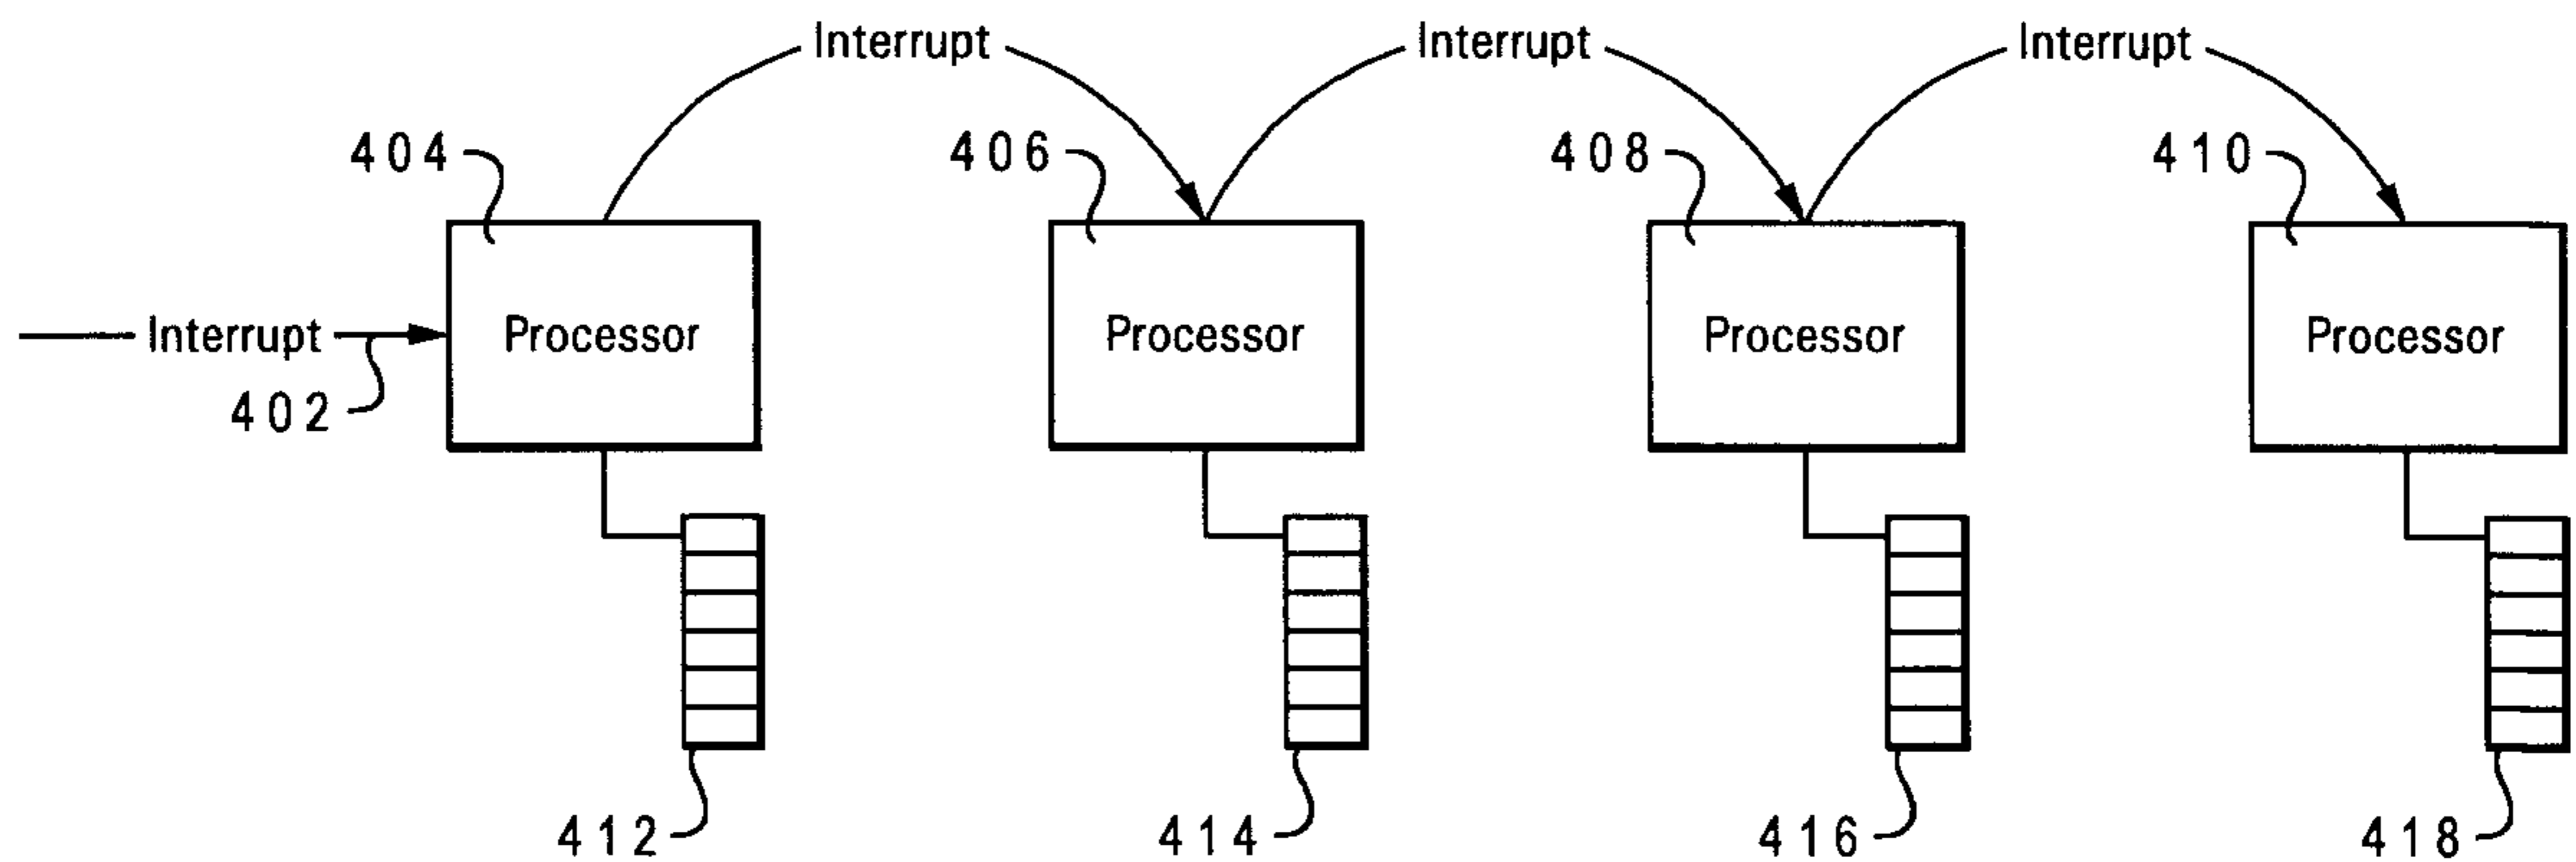 Interrupt Interrupt Interrupt
404 406 408 410
Interrupt Processor Processor Processor Processor
402
412 414 416 418